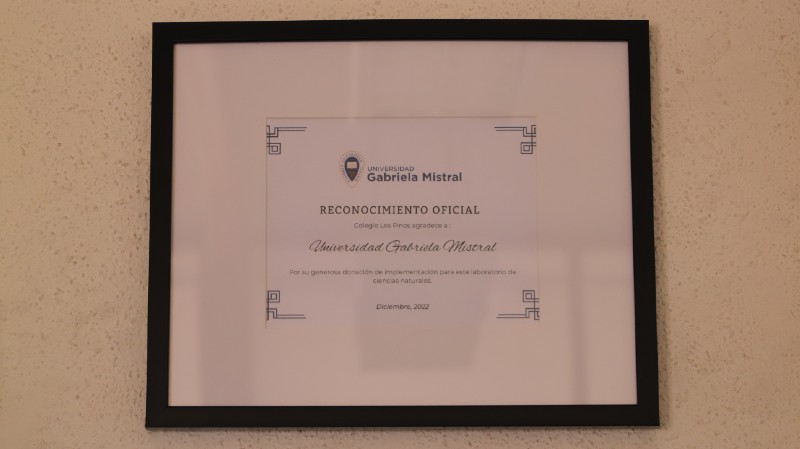 UNIVERSIDAD
Gabriela Mistral
RECONOCIMIENTO OFICIAL
Colegio Los Pinos agradece a :
Universidad Gabriela Mistral
Por su generosa donación de implementación para este laboratorio de
ciencias naturales.
Diciembre, 2022